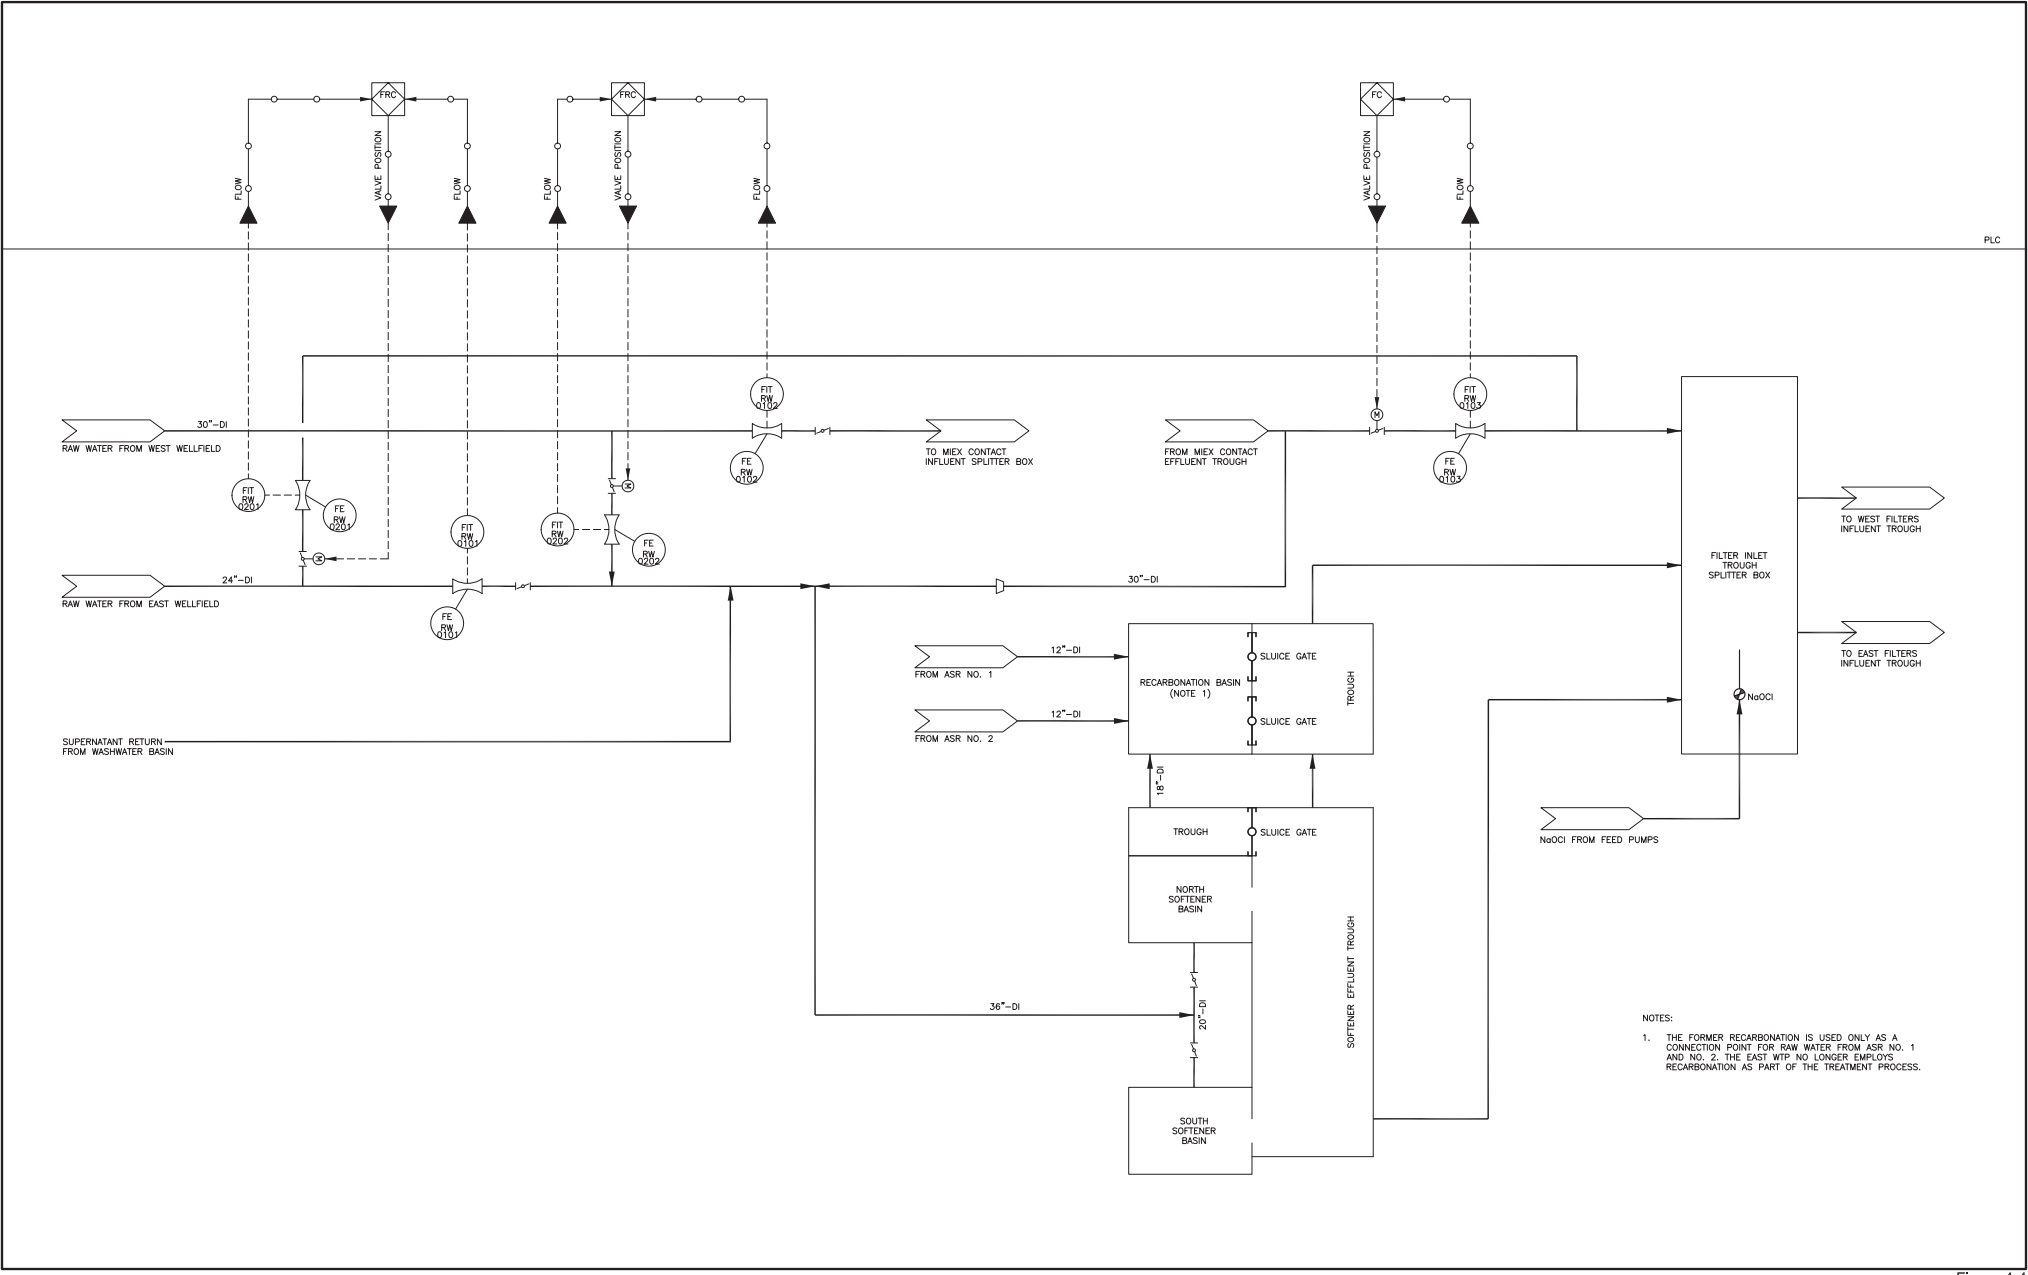 FRC
FRC
FC
FLOW
VALVE POSITION
FLOW
FLOW
VALVE POSITION
FLOW
VALVE POSITION
FLOW
PLC
FIT
RW
0102
M
FIT
RW
0103
30"-DI
RAW WATER FROM WEST WELLFIELD
TO MIEX CONTACT
INFLUENT SPLITTER BOX
FROM MIEX CONTACT
EFFLUENT TROUGH
FE
RW
0102
FE
RW
0103
M
FIT
RW
0201
FE
RW
0201
FIT
RW
0101
FIT
RW
0202
FE
RW
0202
M
TO WEST FILTERS
INFLUENT TROUGH
FILTER INLET
TROUGH
SPLITTER BOX
24"-DI
30"-DI
RAW WATER FROM EAST WELLFIELD
FE
RW
0101
12"-DI
FROM ASR NO. 1
RECARBONATION BASIN
(NOTE 1)
SLUICE GATE
TROUGH
TO EAST FILTERS
INFLUENT TROUGH
12"-DI
FROM ASR NO. 2
SLUICE GATE
NaOCl
SUPERNATANT RETURN
FROM WASHWATER BASIN
18"-DI
TROUGH
SLUICE GATE
NaOCl FROM FEED PUMPS
NORTH
SOFTENER
BASIN
SOFTENER EFFLUENT TROUGH
36"-DI
20"-DI
SOUTH
SOFTENER
BASIN
NOTES:
1. THE FORMER RECARBONATION IS USED ONLY AS A
CONNECTION POINT FOR RAW WATER FROM ASR NO. 1
AND NO. 2. THE EAST WTP NO LONGER EMPLOYS
RECARBONATION AS PART OF THE TREATMENT PROCESS.